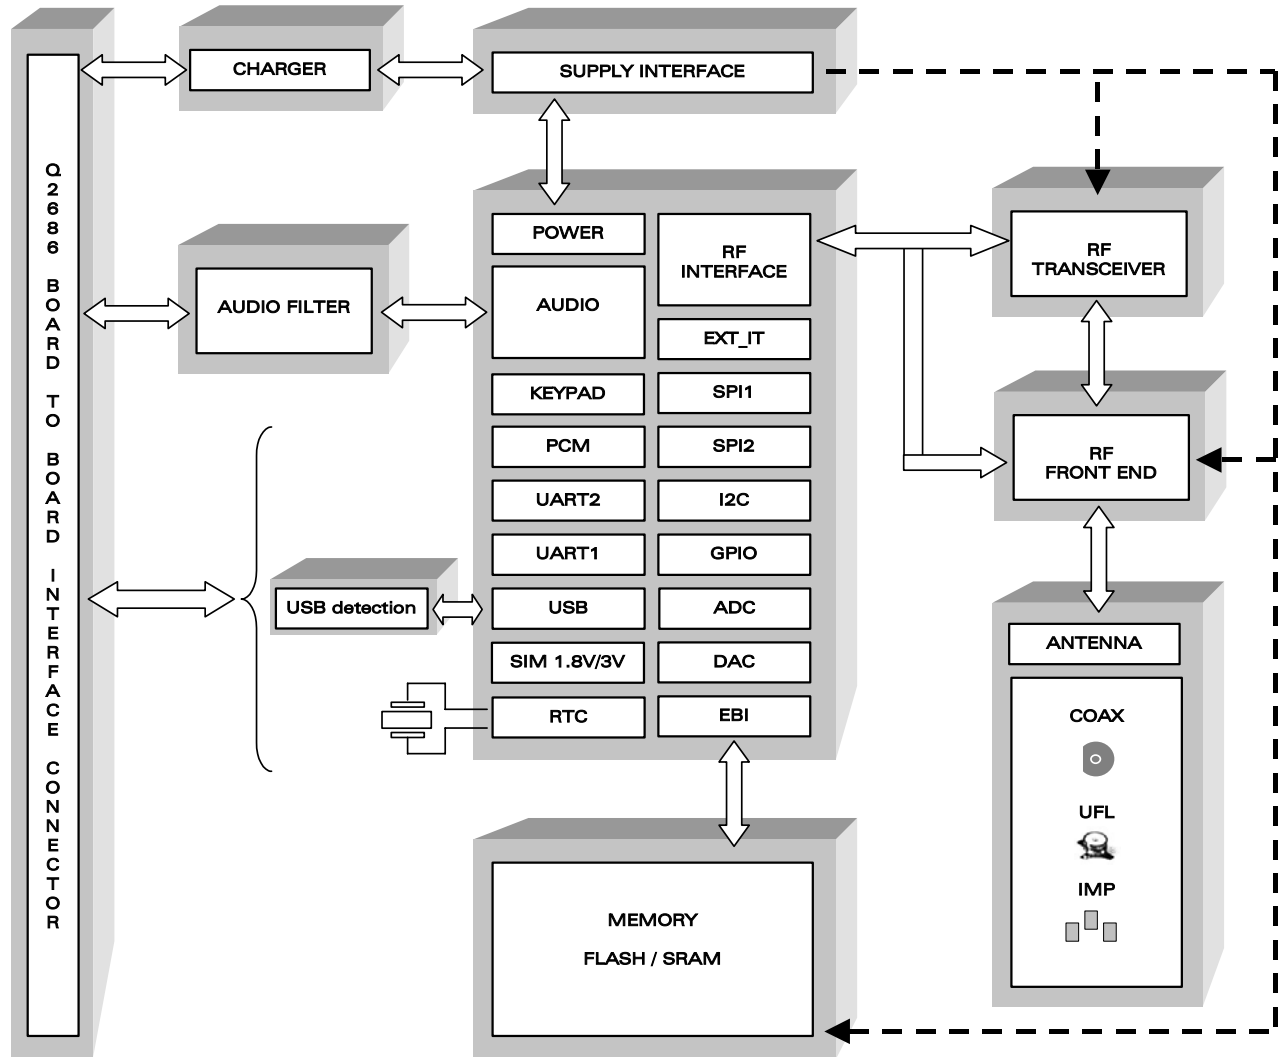 Q2686 BOARD TO BOARD INTERFACE CONNECTOR
CHARGER
SUPPLY INTERFACE
AUDIO FILTER
USB detection
POWER
AUDIO
KEYPAD
PCM
UART2
UART1
USB
SIM 1.8V/3V
RTC
RF
INTERFACE
EXT_IT
SPI1
SPI2
I2C
GPIO
ADC
DAC
EBI
MEMORY
FLASH / SRAM
RF
TRANSCEIVER
RF
FRONT END
ANTENNA
COAX
UFL
IMP